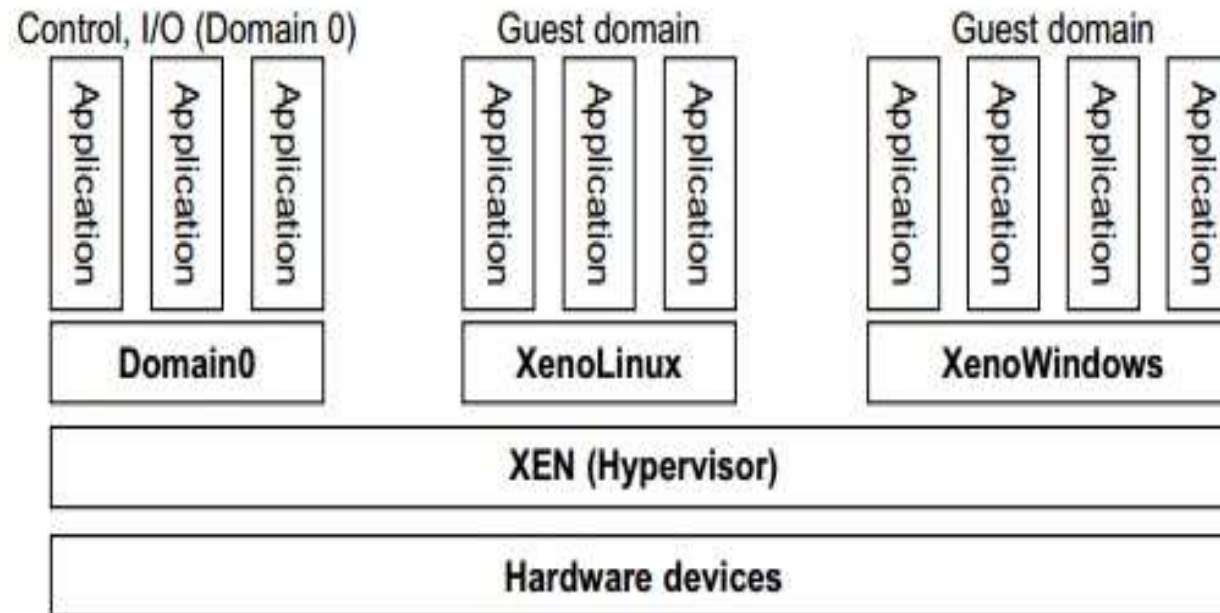 Control, I/O (Domain 0)
Guest domain
Guest domain
Application
Application
Application
Application
Application
Application
Application
Application
Application
Application
Domain0
XenoLinux
XenoWindows
XEN (Hypervisor)
Hardware devices